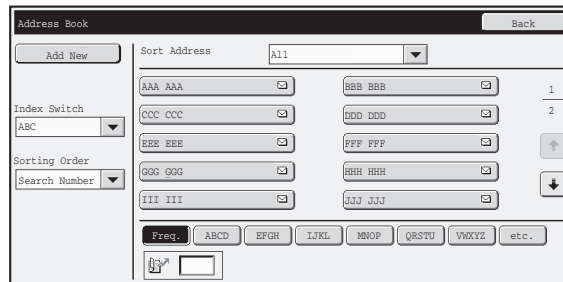 Address Book Back
Add New Sort Address All
AAA AAA BBB BBB 1
Index Switch CCC CCC DDD DDD 2
ABC
EEE EEE FFF FFF
Sorting Order GGG GGG HHH HHH
Search Number
III III JJJ JJJ
Freq. ABCD EFGH IJKL MNOP QRSTU VWXYZ etc.